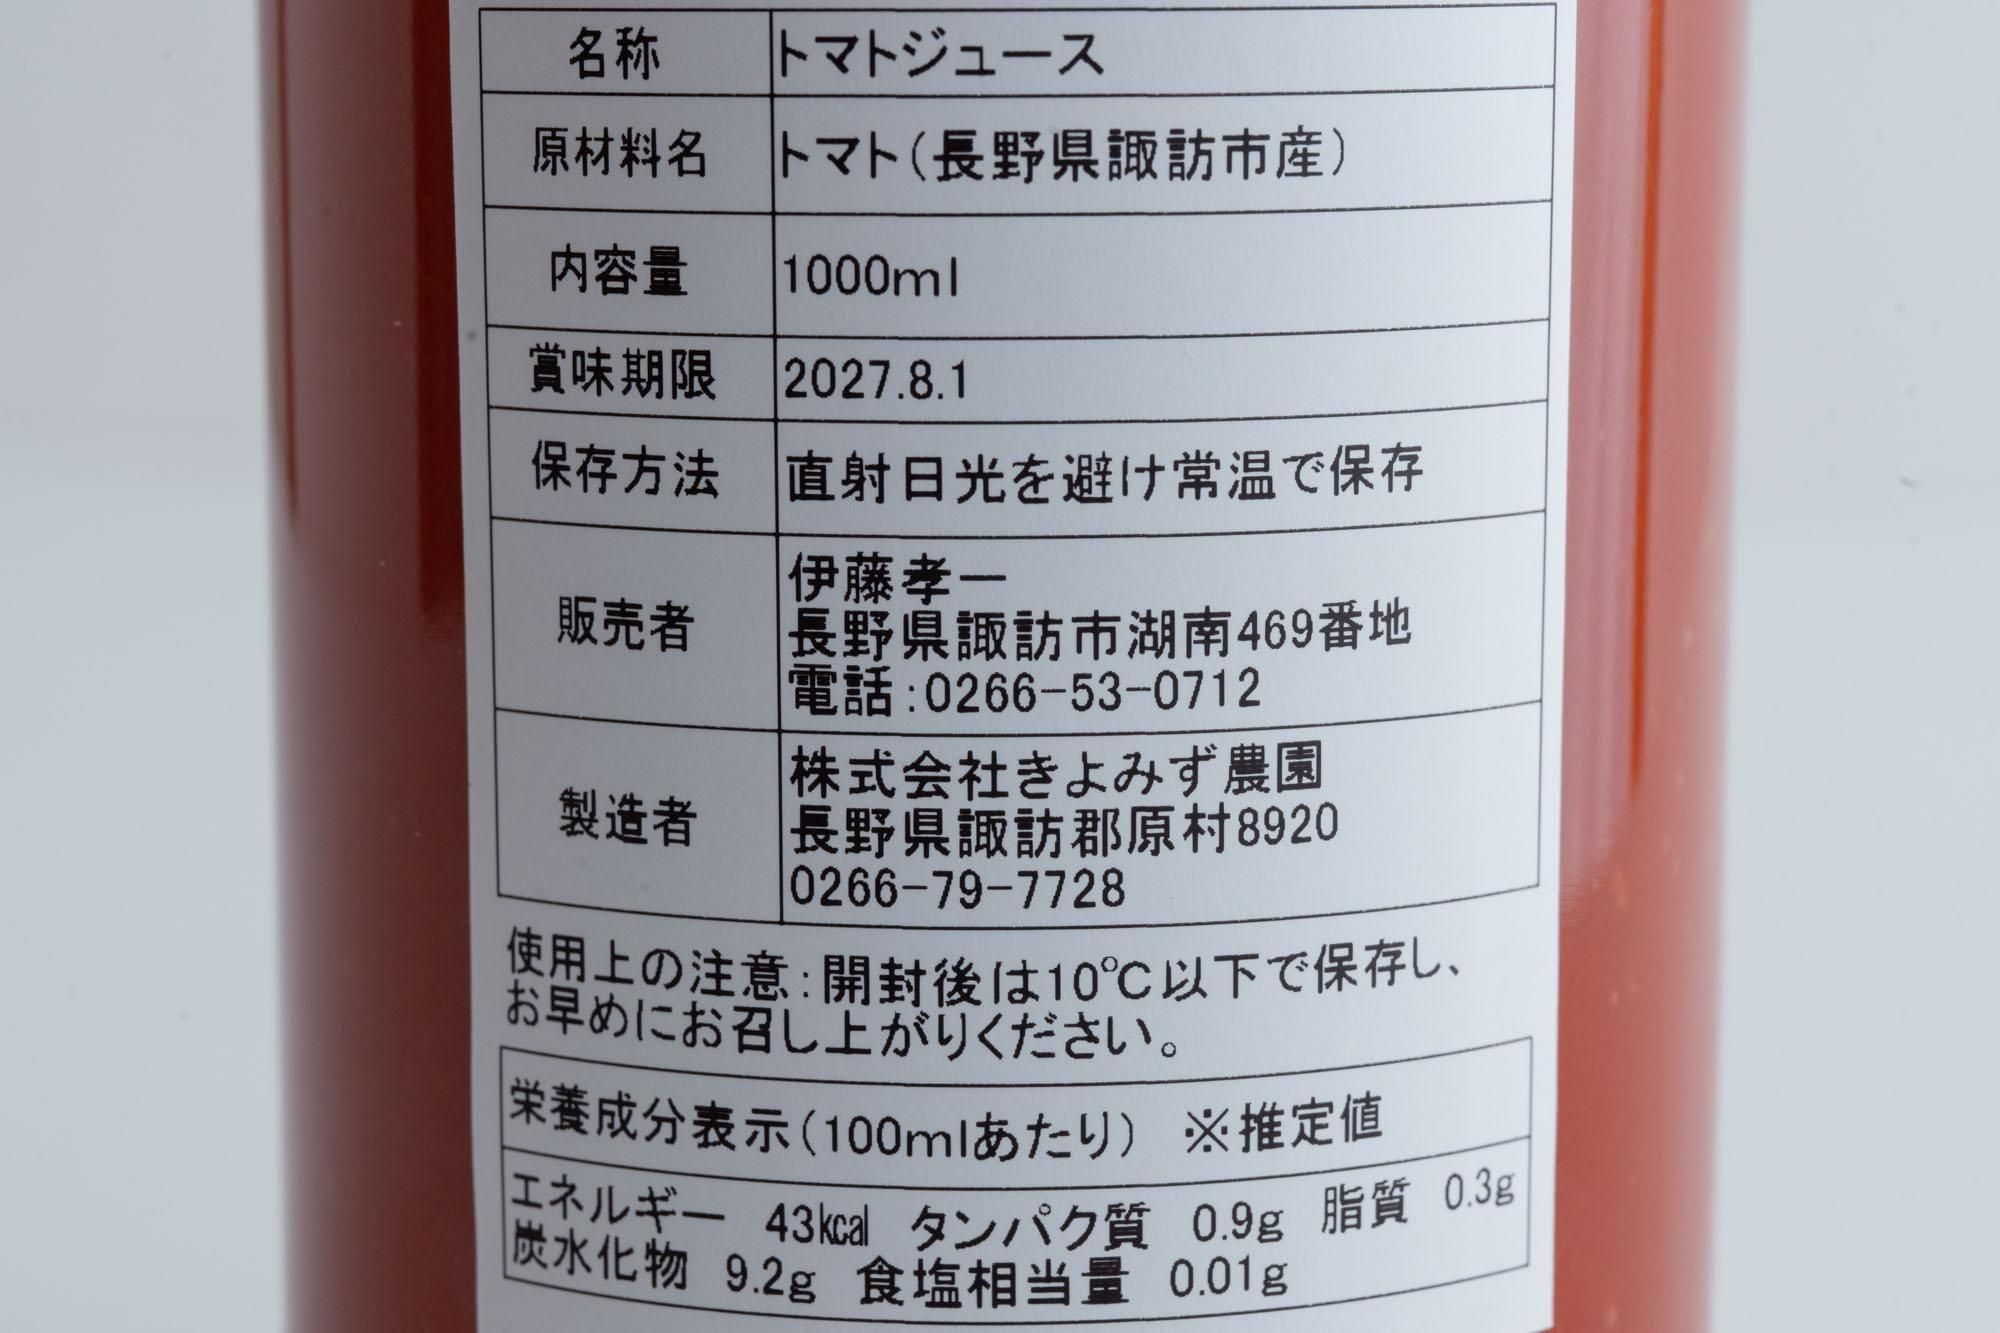 名称 トマトジュース
原材料名 トマト(長野県諏訪市産)
内容量 1000ml
賞味期限 2027.8.1
保存方法 直射日光を避け常温で保存
販売者 伊藤孝一
長野県諏訪市湖南469番地
電話:0266-53-0712
製造者 株式会社きよみず農園
長野県諏訪郡原村8920
0266-79-7728
使用上の注意:開封後は10℃以下で保存し、
お早めにお召し上がりください。
栄養成分表示(100mlあたり) ※推定値
エネルギー 43kcal タンパク質 0.9g 脂質 0.3g
炭水化物 9.2g 食塩相当量 0.01g